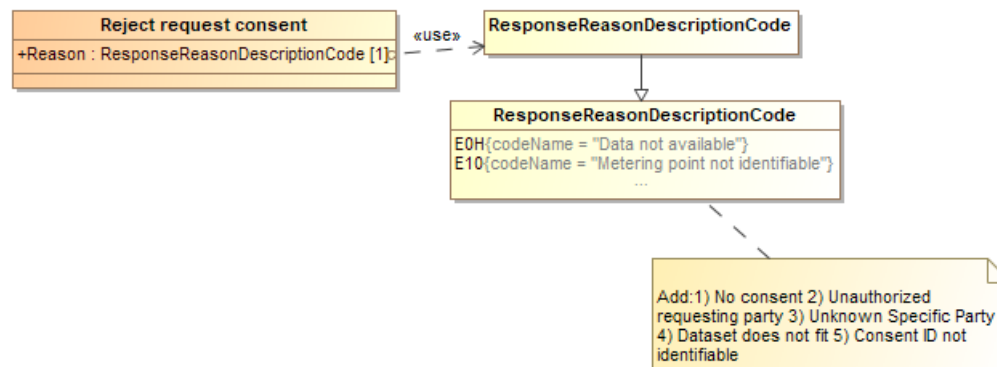 Reject request consent
+Reason : ResponseReasonDescriptionCode [1]
«use»
ResponseReasonDescriptionCode
ResponseReasonDescriptionCode
E0H{codeName = "Data not available"}
E10{codeName = "Metering point not identifiable"}
...
Add:1) No consent 2) Unauthorized
requesting party 3) Unknown Specific Party
4) Dataset does not fit 5) Consent ID not
identifiable